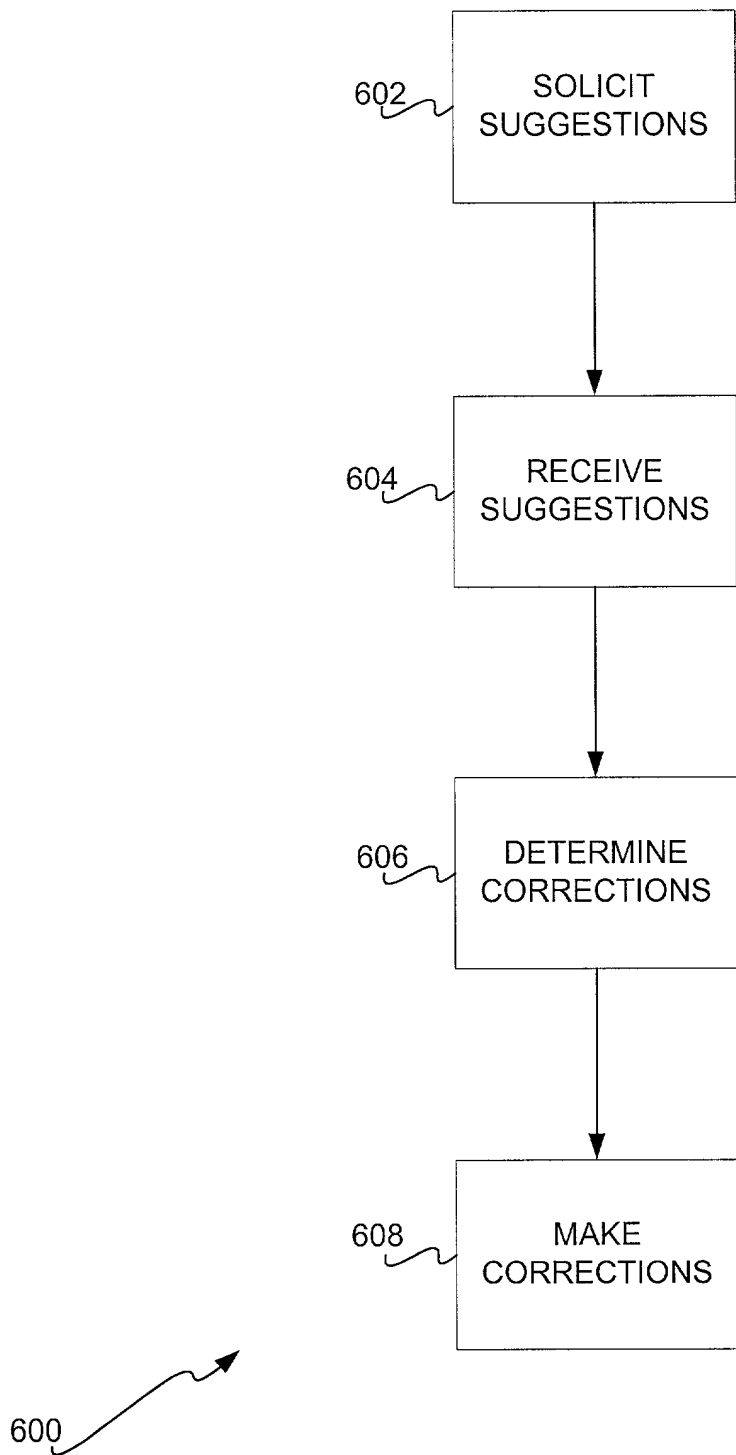 602
SOLICIT
SUGGESTIONS
604
RECEIVE
SUGGESTIONS
606
DETERMINE
CORRECTIONS
608
MAKE
CORRECTIONS
600